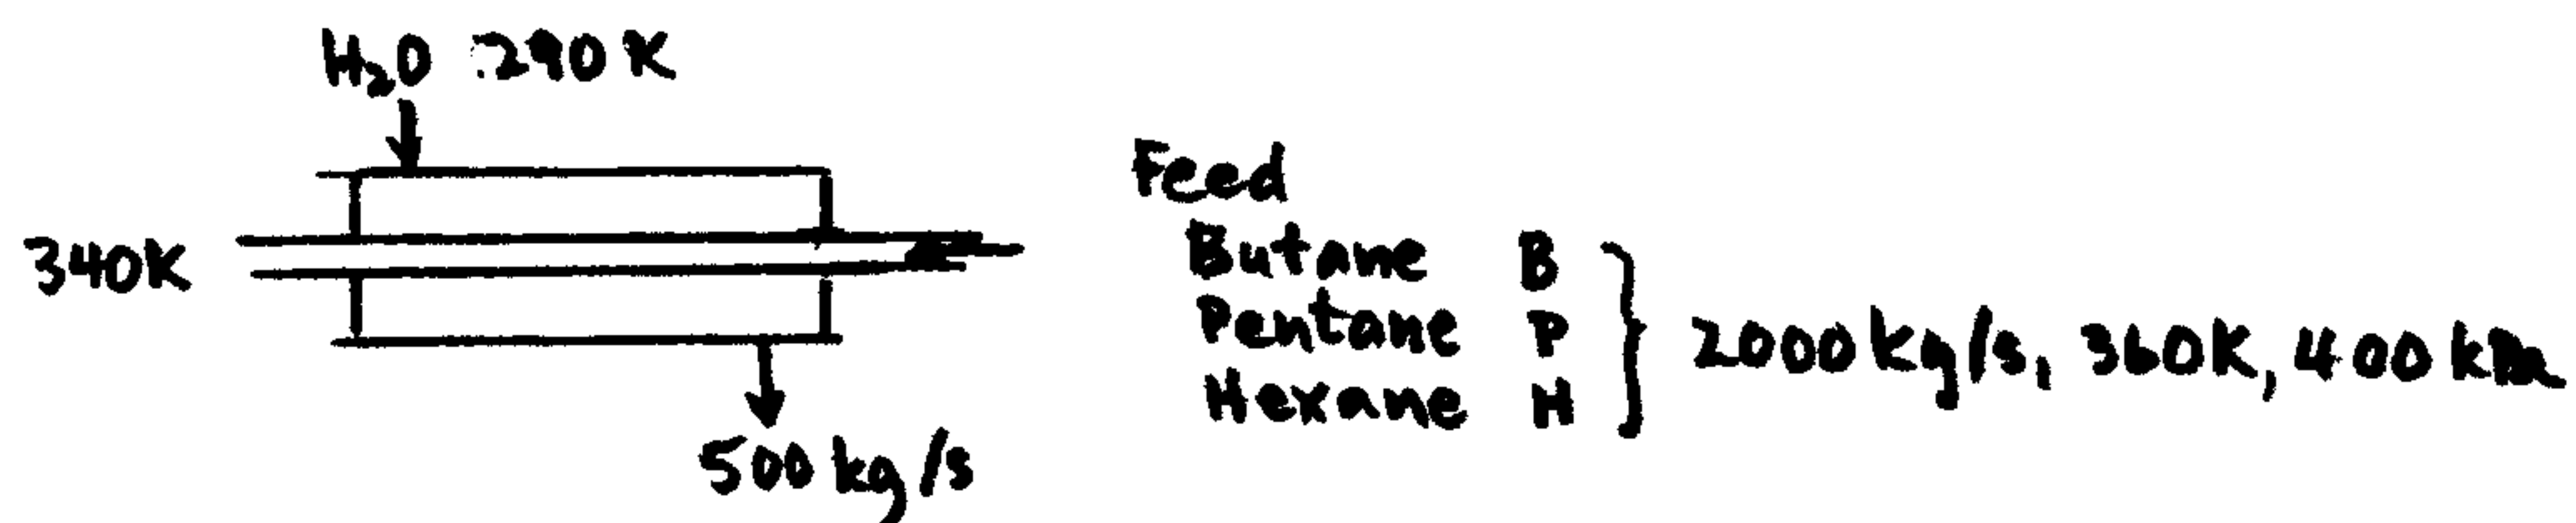 H₂O 290 K
340K
500 kg/s
Feed
Butane B
Pentane P
Hexane H
2000 kg/s, 360K, 400 kPa